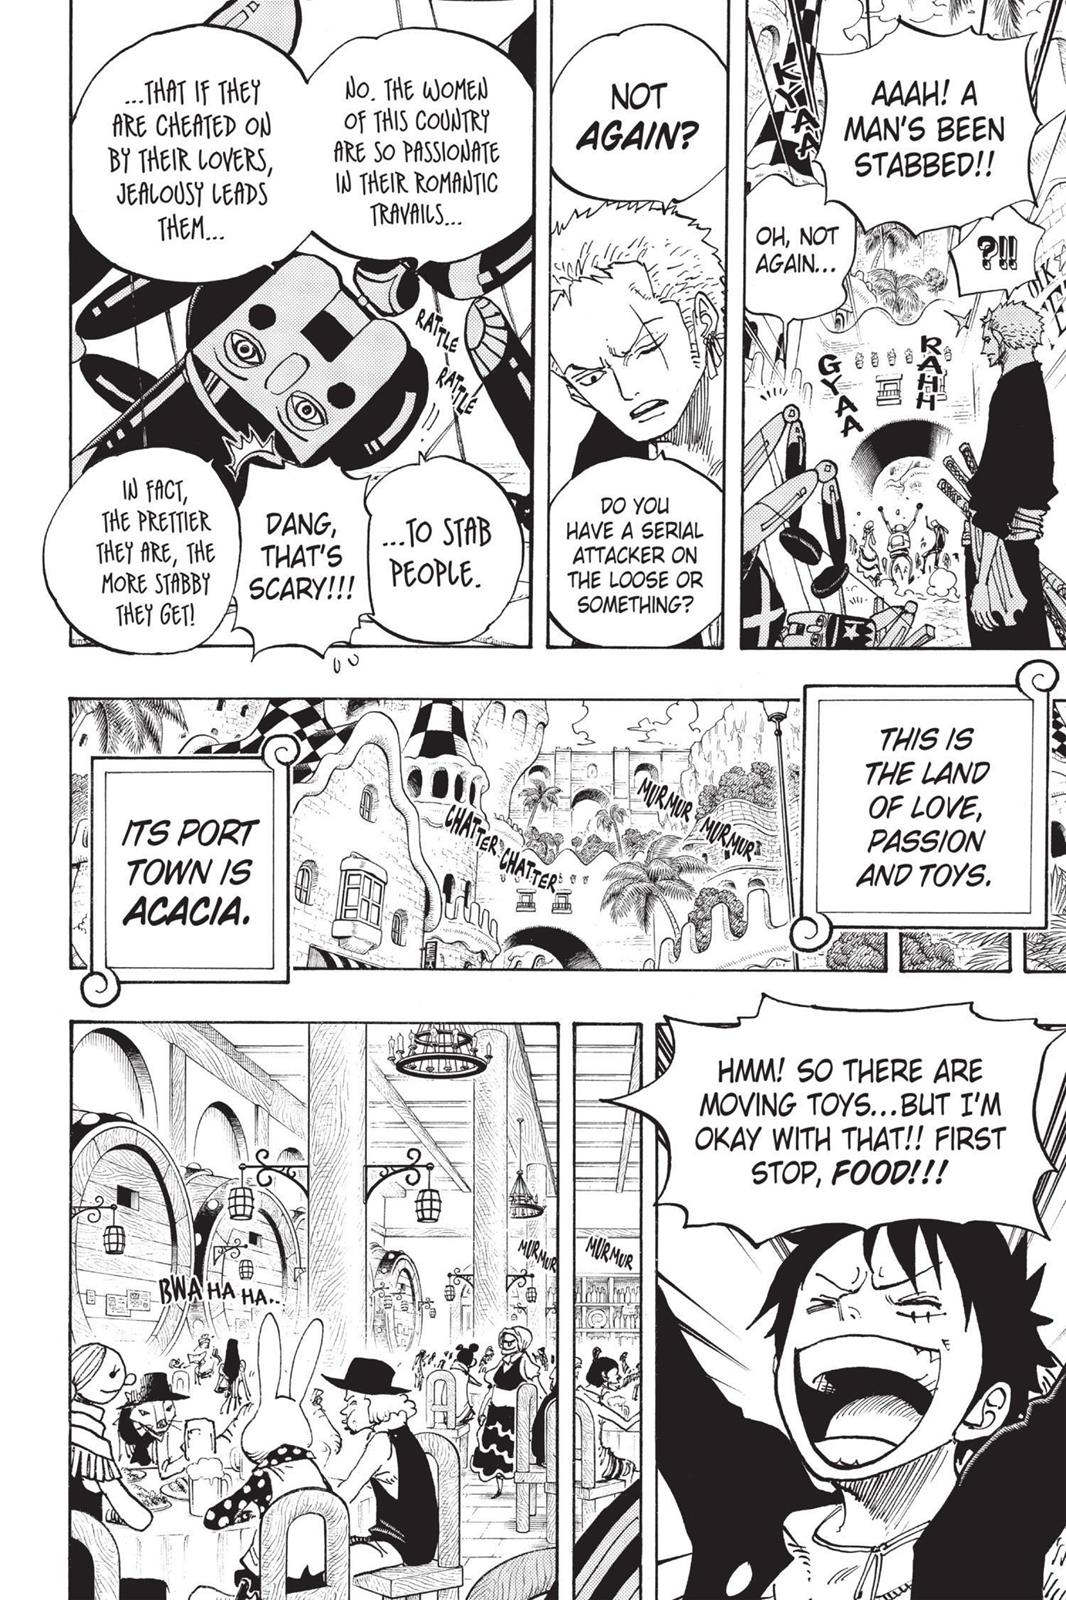 AAAH! A
MAN'S BEEN
STABBED!!
KYAA
?!!
OH, NOT
AGAIN...
RAHH
GYAA
NOT
AGAIN?
DO YOU
HAVE A SERIAL
ATTACKER ON
THE LOOSE OR
SOMETHING?
NO. THE WOMEN
OF THIS COUNTRY
ARE SO PASSIONATE
IN THEIR ROMANTIC
TRAVAILS...
...THAT IF THEY
ARE CHEATED ON
BY THEIR LOVERS,
JEALOUSY LEADS
THEM...
RATTLE
RATTLE
...TO STAB
PEOPLE.
DANG,
THAT'S
SCARY!!!
IN FACT,
THE PRETTIER
THEY ARE, THE
MORE STABBY
THEY GET!
THIS IS
THE LAND
OF LOVE,
PASSION
AND TOYS.
MURMUR
MURMUR
CHATTER
CHATTER
ITS PORT
TOWN IS
ACACIA.
HMM! SO THERE ARE
MOVING TOYS...BUT I'M
OKAY WITH THAT!! FIRST
STOP, FOOD!!!
MURMUR
MURMUR
BWA HA HA..